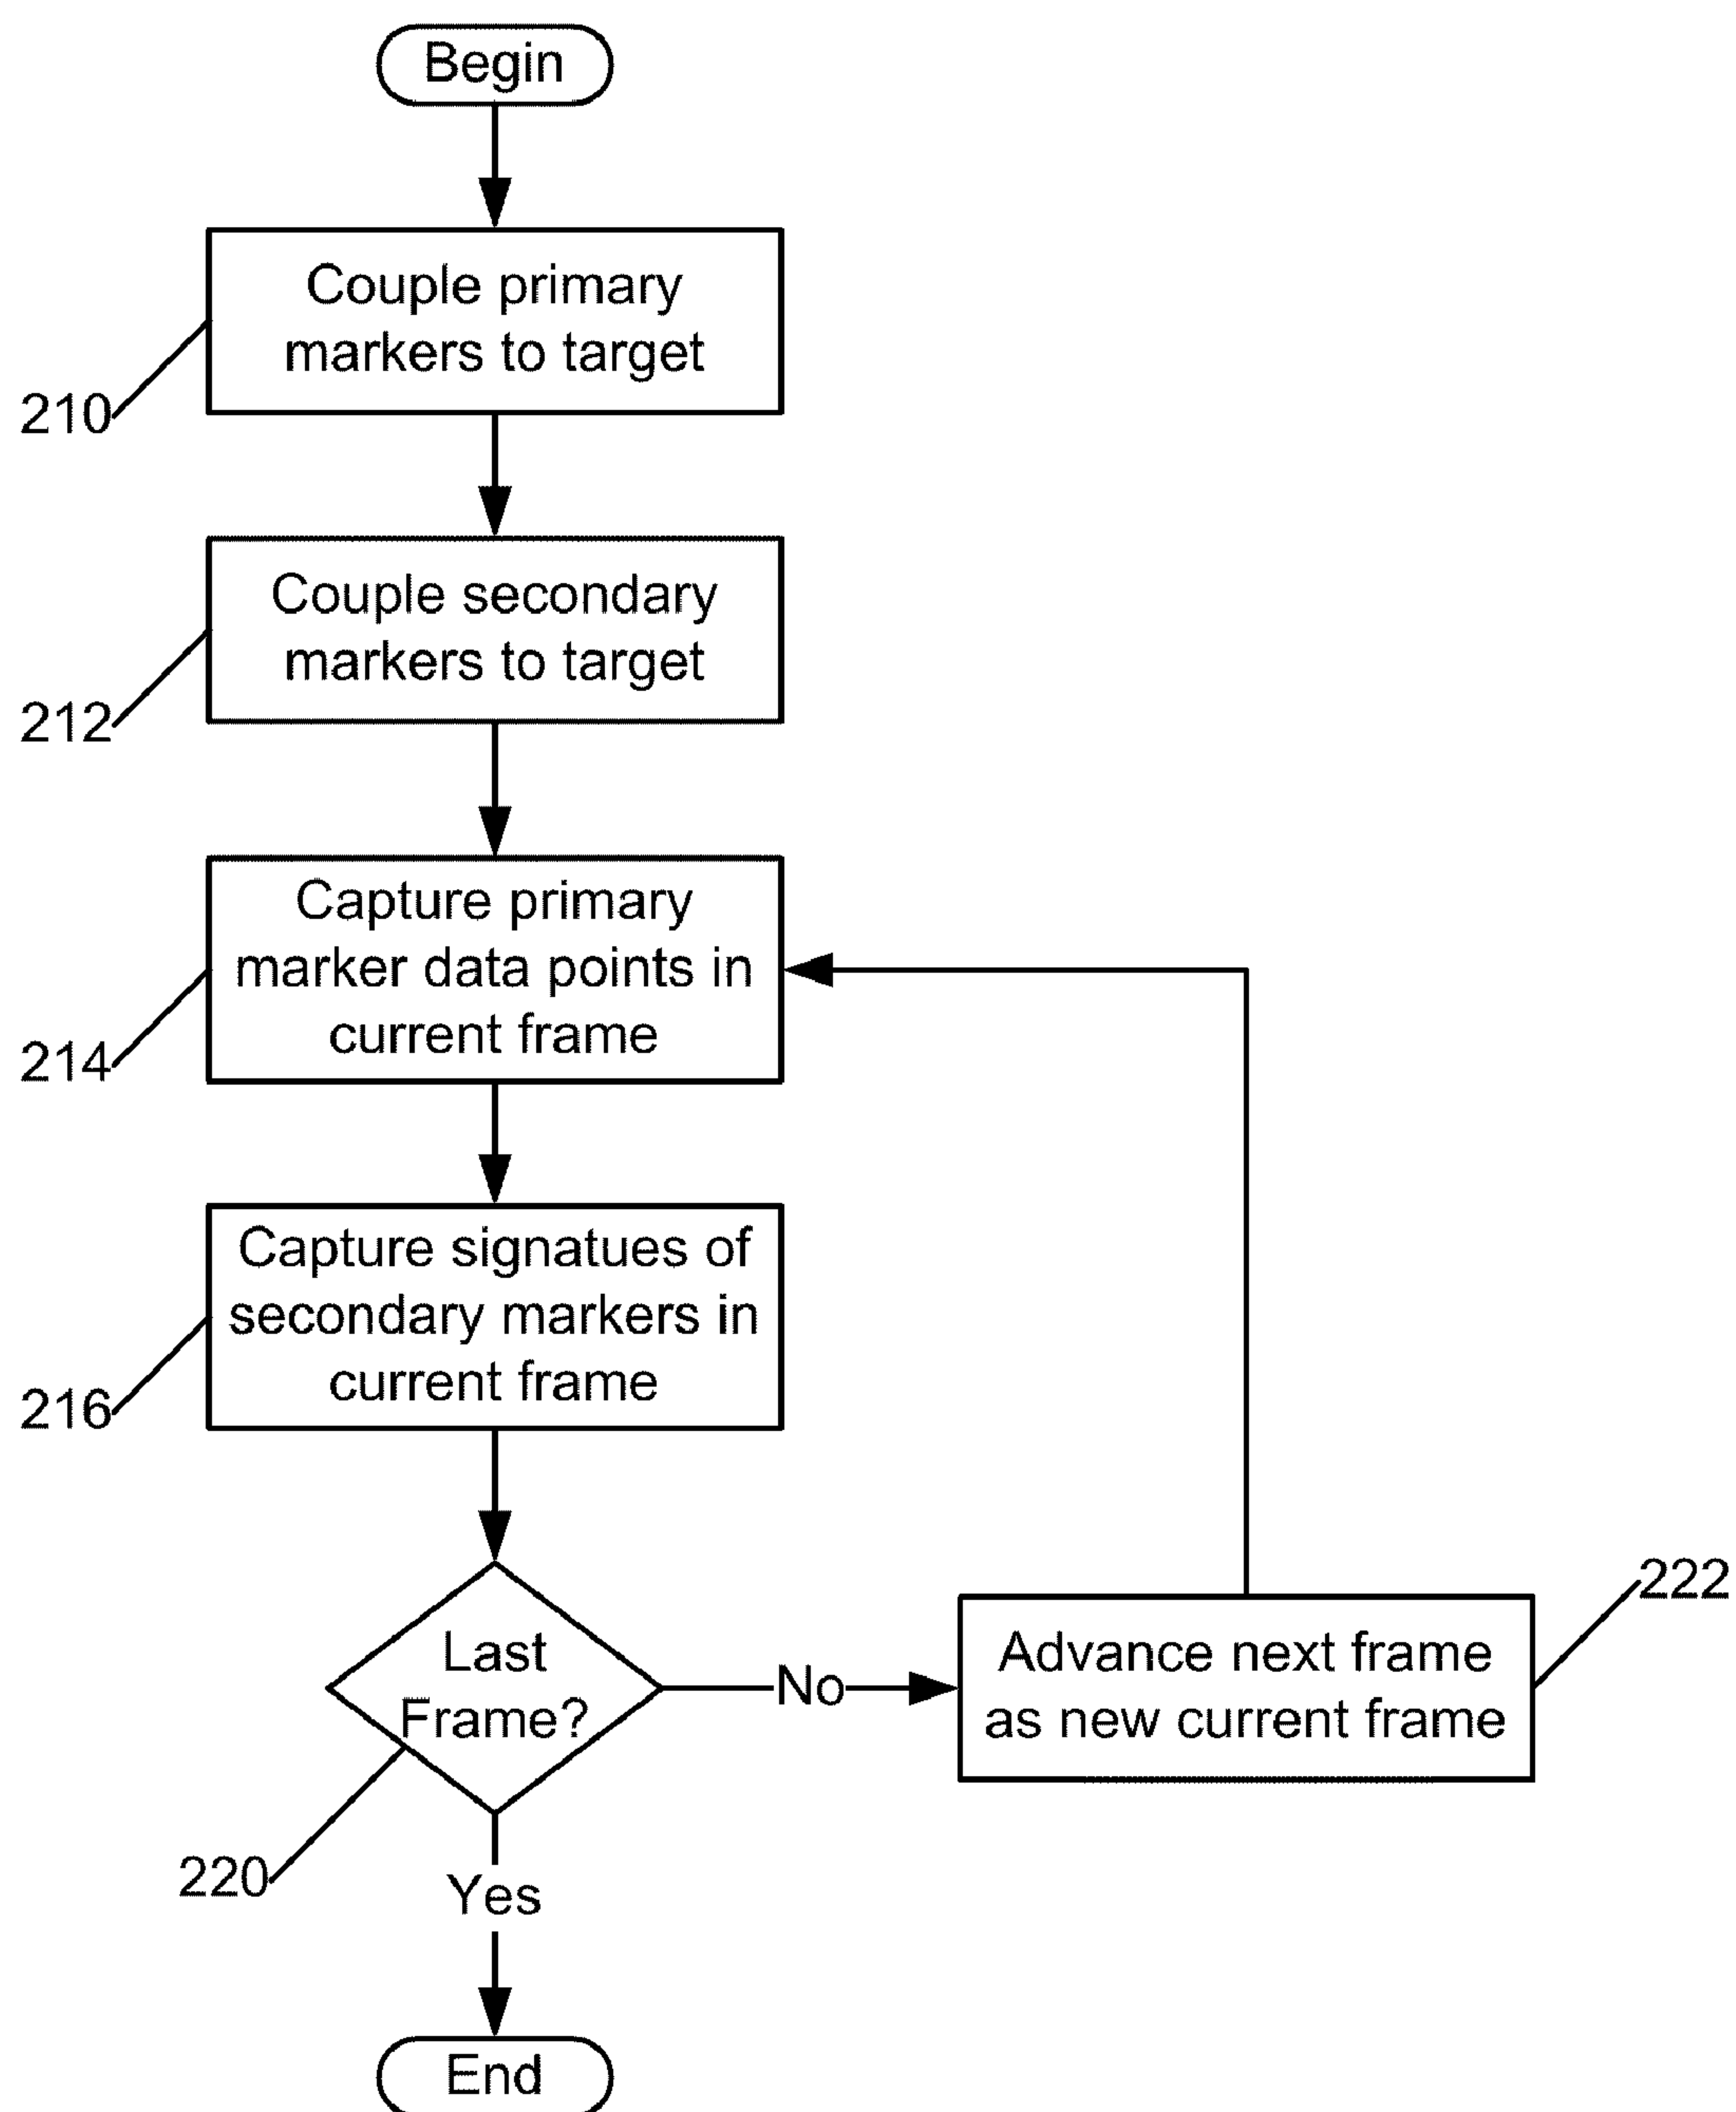 Begin
Couple primary
markers to target
210
Couple secondary
markers to target
212
Capture primary
marker data points in
current frame
214
Capture signatues of
secondary markers in
current frame
216
Last
Frame?
220
No
Advance next frame
as new current frame
222
Yes
End